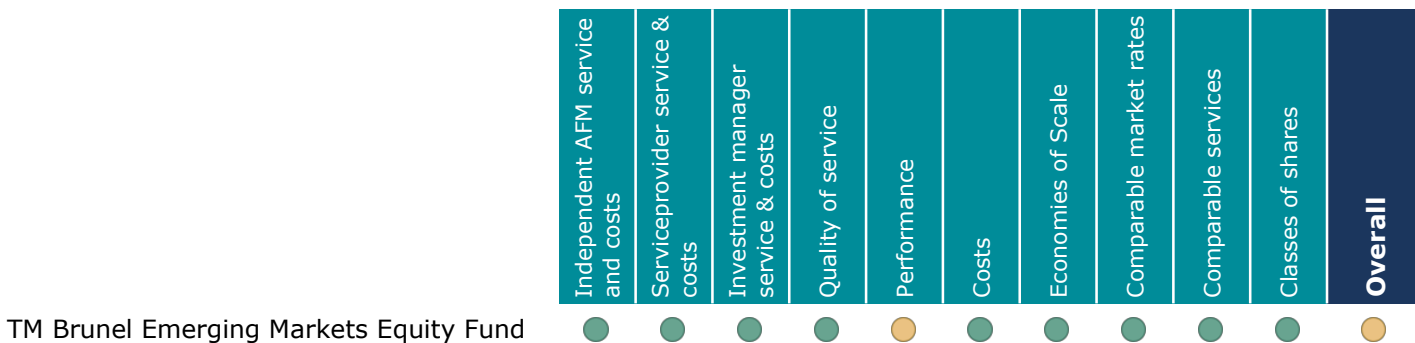 Independent AFM service
and costs
Serviceprovider service &
costs
Investment manager
service & costs
Quality of service
Performance
Costs
Economies of Scale
Comparable market rates
Comparable services
Classes of shares
Overall
TM Brunel Emerging Markets Equity Fund